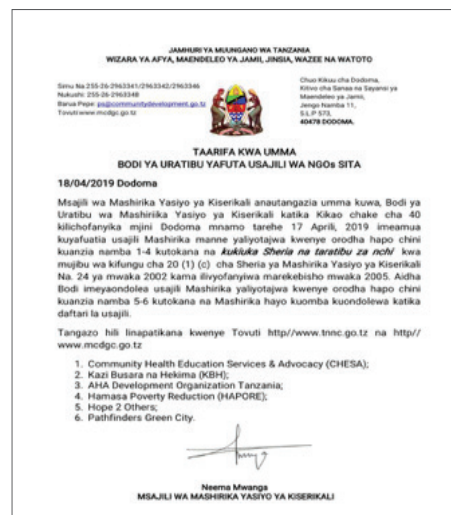 JAMHURI YA MUUNGANO WA TANZANIA
WIZARA YA AFYA, MAENDELEO YA JAMII, JINSIA, WAZEE NA WATOTO
Simu Na 255-26-2963341/2963342/2963346
Nukushi: 255-26-2963348
Barua Pepe: ps@communitydevelopment.go.tz
Tovuti www.mcdgc.go.tz
Chuo Kikuu cha Dodoma,
Kitivo cha Sanaa na Sayansi ya
Maendeleo ya Jamii,
Jengo Namba 11,
S.L.P 573,
40478 DODOMA.
TAARIFA KWA UMMA
BODI YA URATIBU YAFUTA USAJILI WA NGOs SITA
18/04/2019 Dodoma
Msajili wa Mashirika Yasiyo ya Kiserikali anautangazia umma kuwa, Bodi ya
Uratibu wa Mashiriika Yasiyo ya Kiserikali katika Kikao chake cha 40
kilichofanyika mjini Dodoma mnamo tarehe 17 Aprili, 2019 imeamua
kuyafuatia usajili Mashirika manne yaliyotajwa kwenye orodha hapo chini
kuanzia namba 1-4 kutokana na kukiuka Sheria na taratibu za nchi kwa
mujibu wa kifungu cha 20 (1) (c) cha Sheria ya Mashirika Yasiyo ya Kiserikali
Na. 24 ya mwaka 2002 kama ilivyofanyiwa marekebisho mwaka 2005. Aidha
Bodi imeyaondolea usajili Mashirika yaliyotajwa kwenye orodha hapo chini
kuanzia namba 5-6 kutokana na Mashirika hayo kuomba kuondolewa katika
daftari la usajili.
Tangazo hili linapatikana kwenye Tovuti http//www.tnnc.go.tz na http//
www.mcdgc.go.tz
1. Community Health Education Services & Advocacy (CHESA);
2. Kazi Busara na Hekima (KBH);
3. AHA Development Organization Tanzania;
4. Hamasa Poverty Reduction (HAPORE);
5. Hope 2 Others;
6. Pathfinders Green City.
Neema Mwanga
MSAJILI WA MASHIRIKA YASIYO YA KISERIKALI